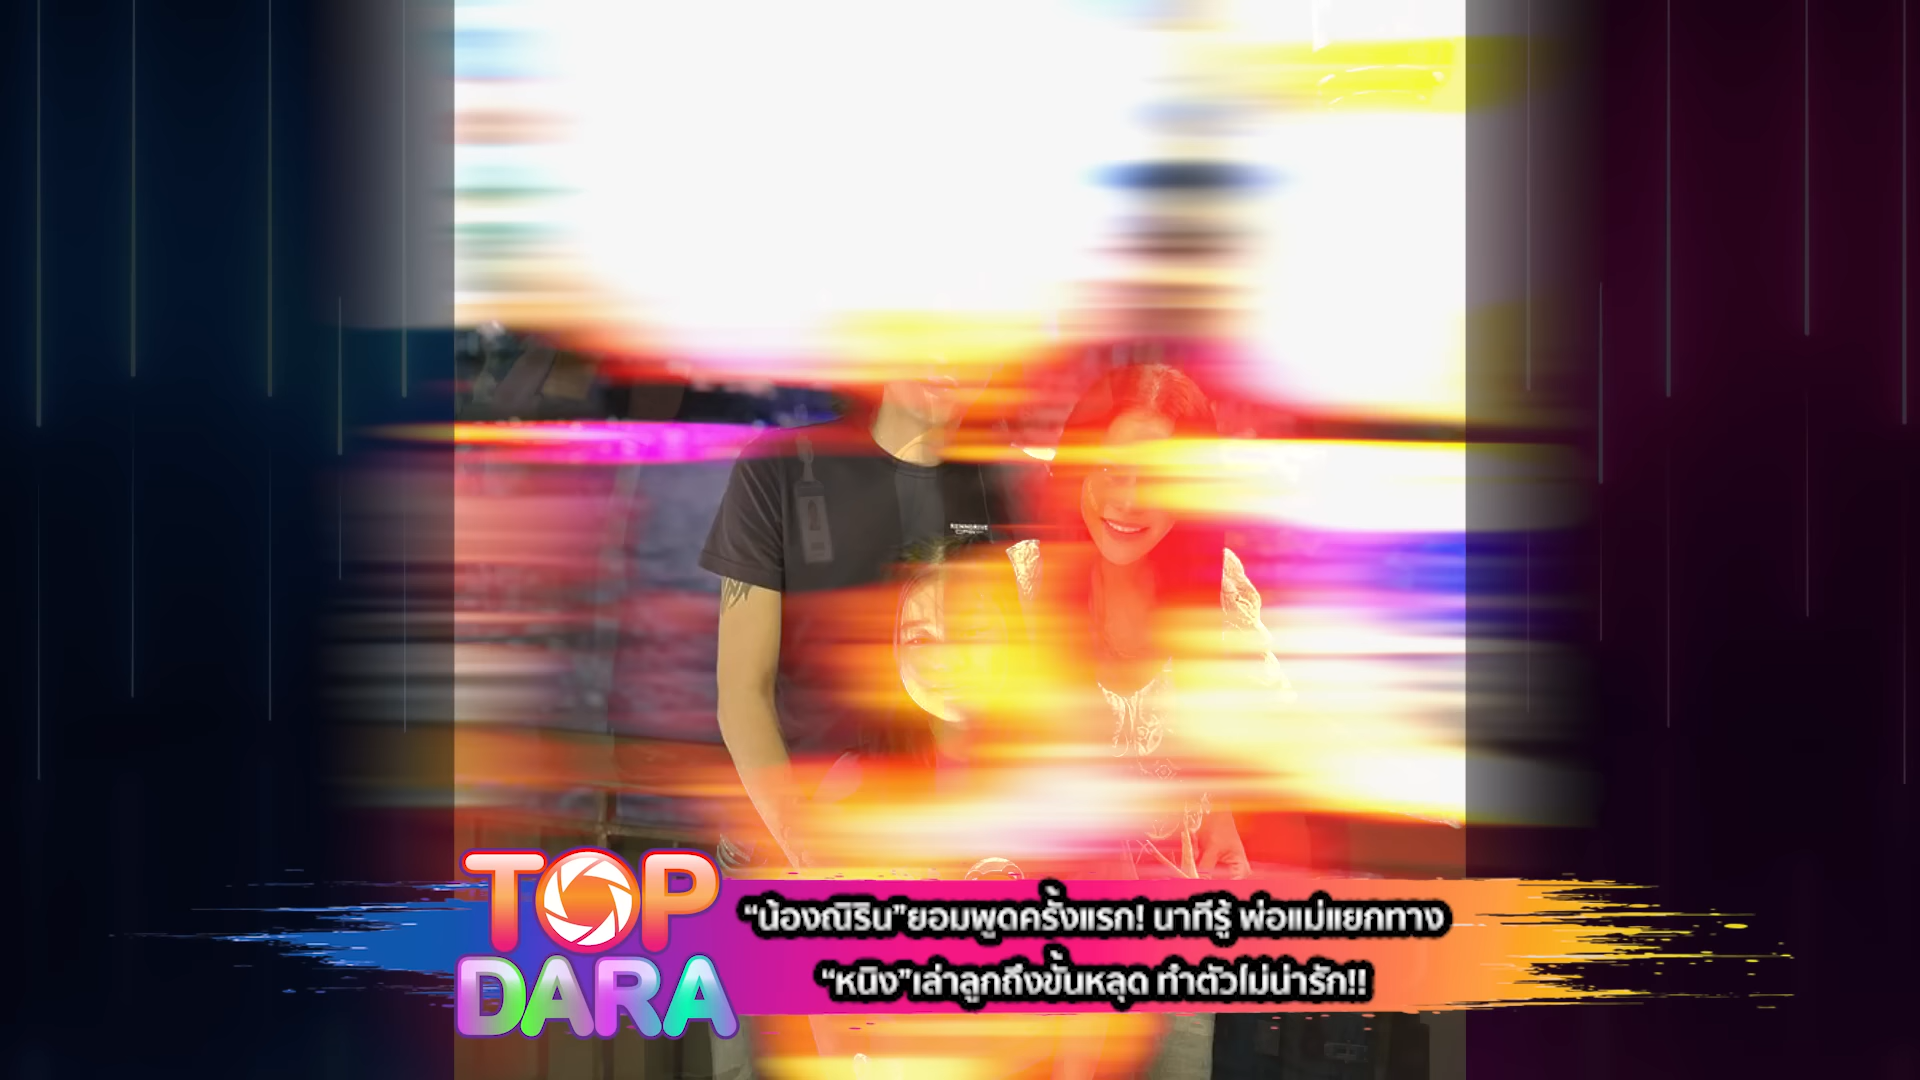 TOP
DARA
“น้องณิริน”ยอมพูดครั้งแรก! นาทีรู้ พ่อแม่แยกทาง
“หนิง”เล่าลูกถึงขั้นหลุด ทำตัวไม่น่ารัก!!